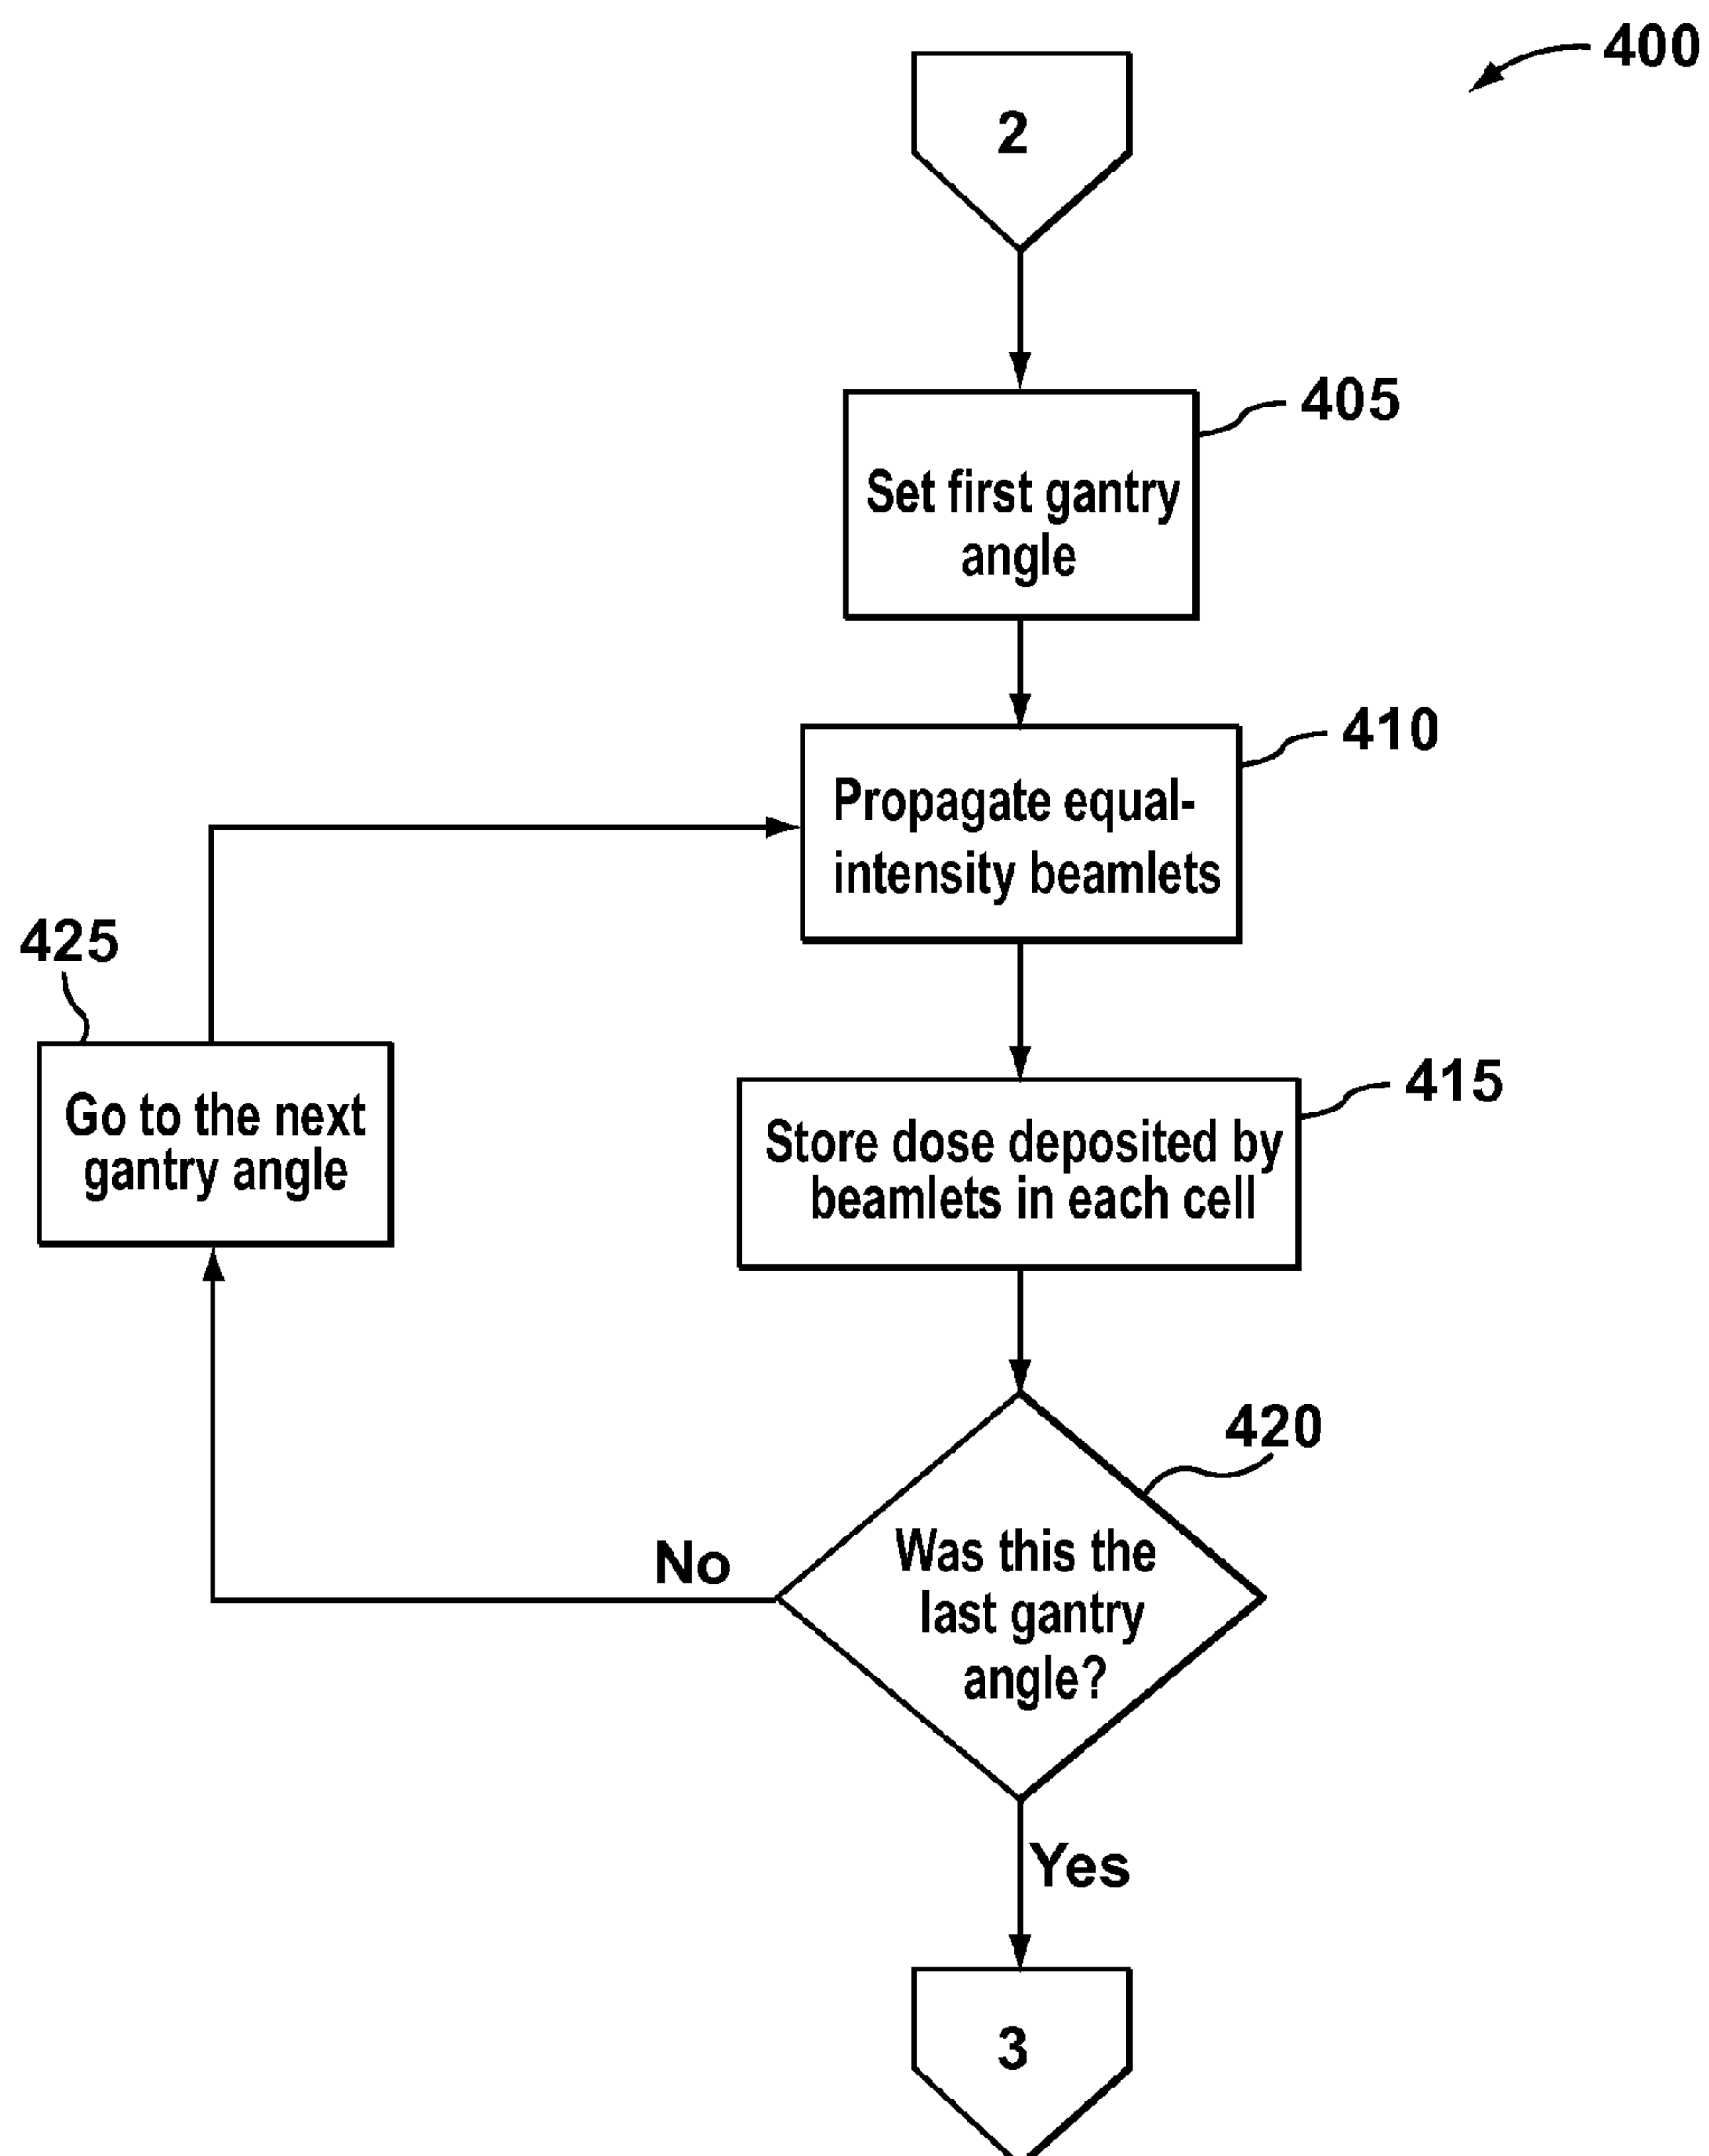 400
2
405
Set first gantry
angle
410
Propagate equal-
intensity beamlets
425
Go to the next
gantry angle
415
Store dose deposited by
beamlets in each cell
420
Was this the
last gantry
angle?
No
Yes
3